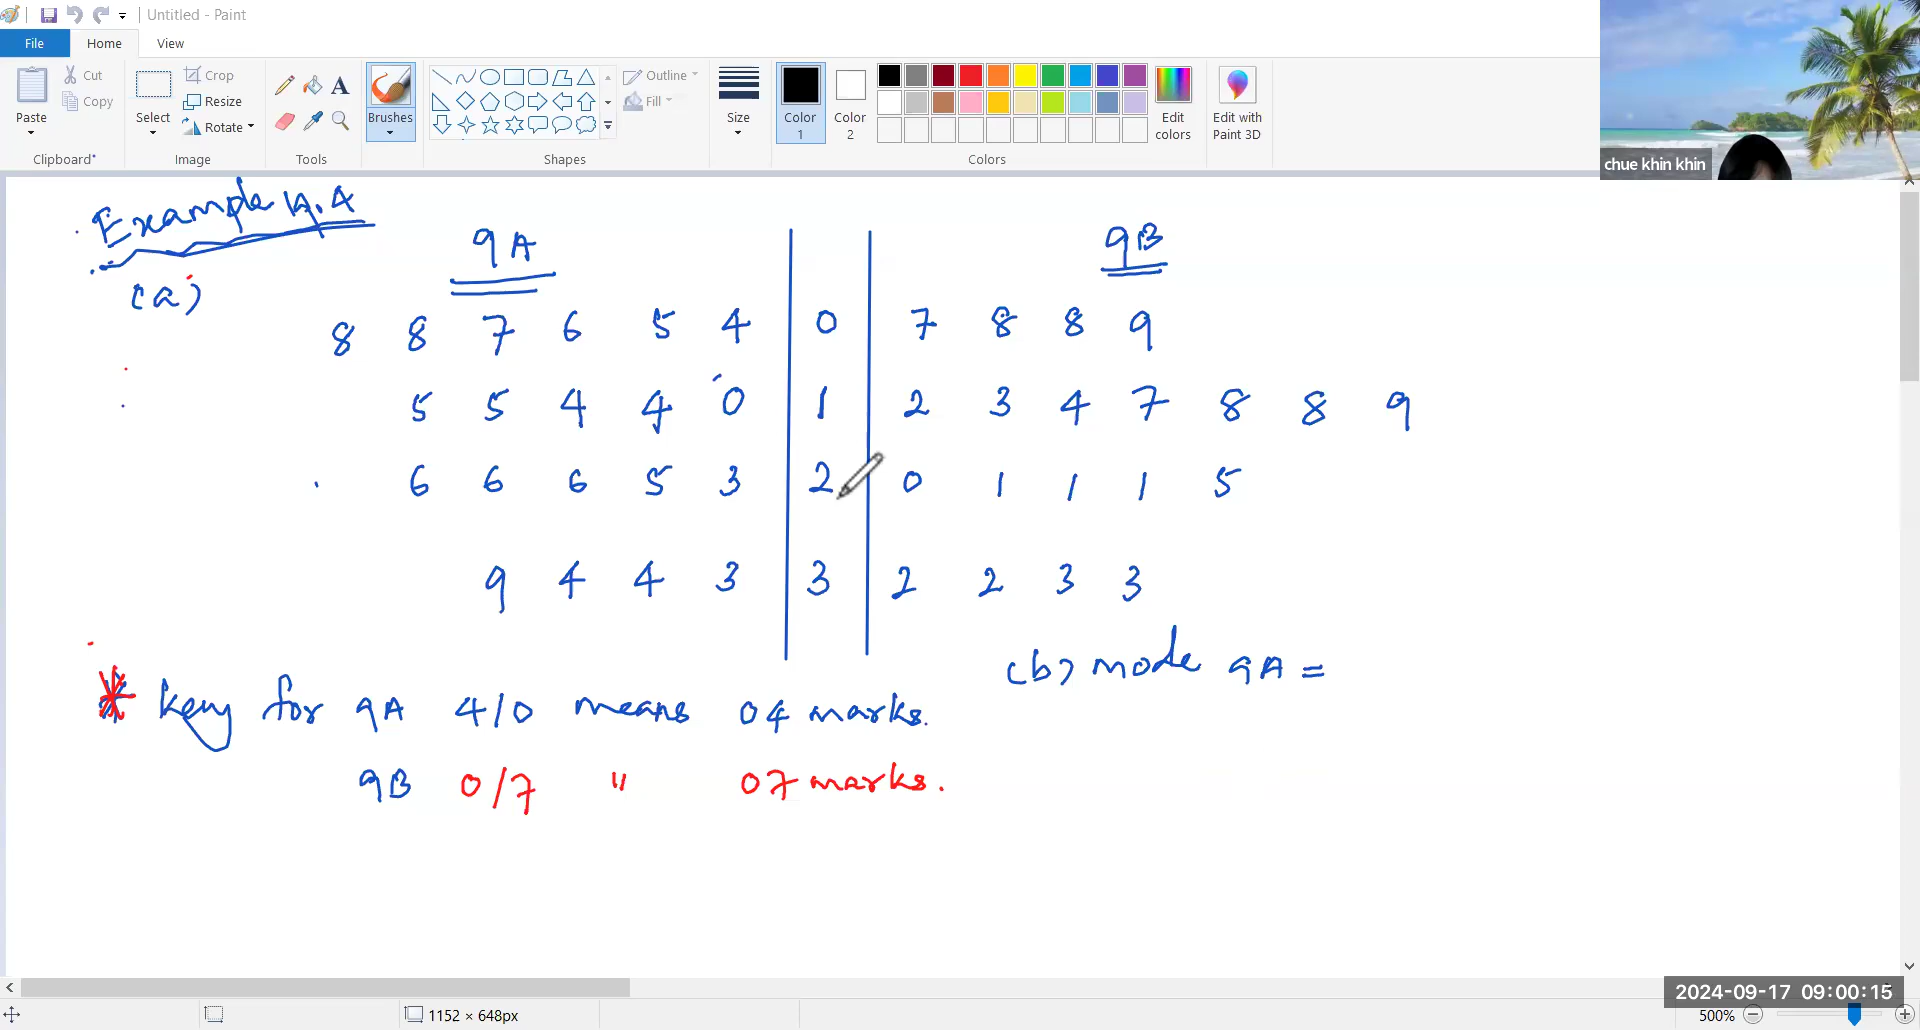 Untitled - Paint
File Home View
Paste Cut Copy Clipboard
Select Crop Resize Rotate Image
Tools
Brushes
Shapes Outline Fill
Size
Color 1 Color 2 Edit colors Colors
Edit with Paint 3D
chue khin khin
Example 14.4
9A 9B
(a)
8 8 7 6 5 4 0 7 8 8 9
5 5 4 4 0 1 2 3 4 7 8 8 9
6 6 6 5 3 2 0 1 1 1 5
9 4 4 3 3 2 2 3 3
(b) mode 9A =
* key for 9A 4/0 means 04 marks.
9B 0/7 " 07 marks.
2024-09-17 09:00:15
1152 × 648px
500%